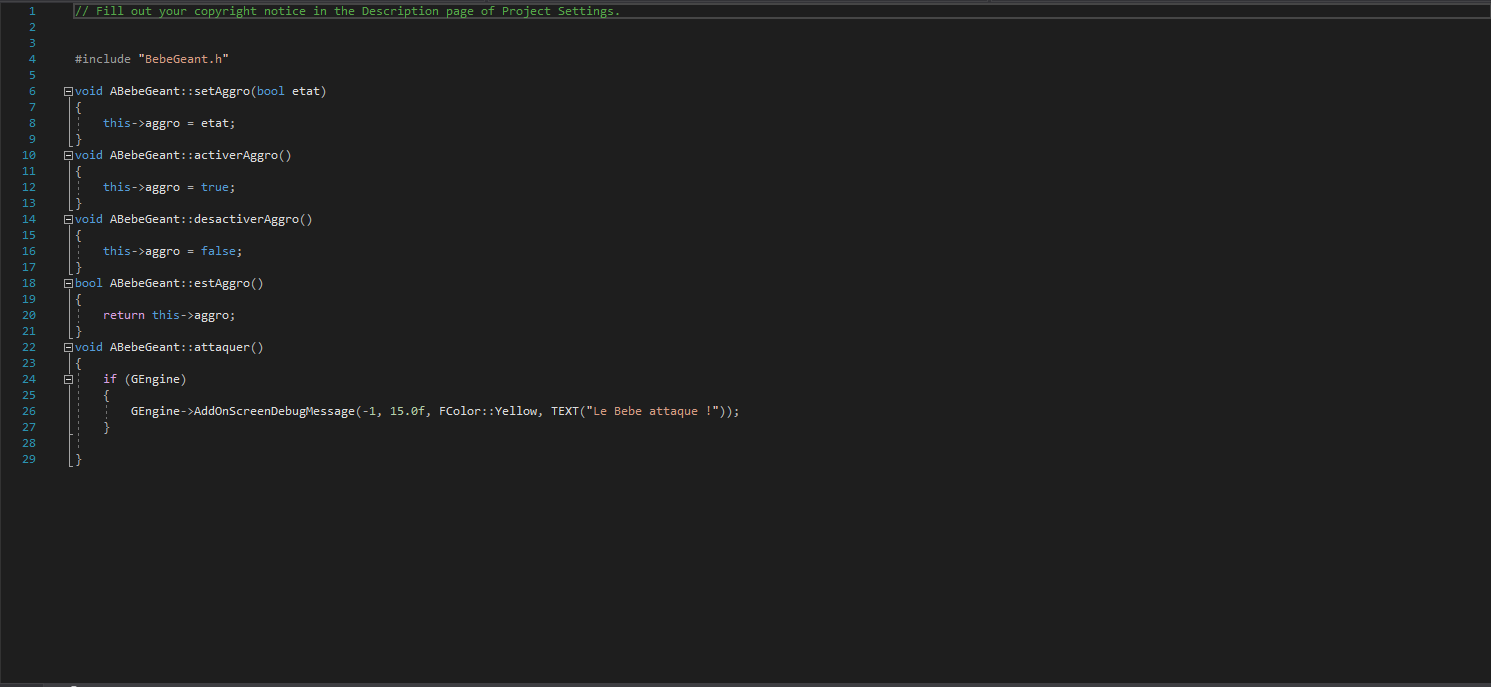 1 // Fill out your copyright notice in the Description page of Project Settings.
2
3
4 #include "BebeGeant.h"
5
6 void ABebeGeant::setAggro(bool etat)
7 {
8 this->aggro = etat;
9 }
10 void ABebeGeant::activerAggro()
11 {
12 this->aggro = true;
13 }
14 void ABebeGeant::desactiverAggro()
15 {
16 this->aggro = false;
17 }
18 bool ABebeGeant::estAggro()
19 {
20 return this->aggro;
21 }
22 void ABebeGeant::attaquer()
23 {
24 if (GEngine)
25 {
26 GEngine->AddOnScreenDebugMessage(-1, 15.0f, FColor::Yellow, TEXT("Le Bebe attaque !"));
27 }
28
29 }